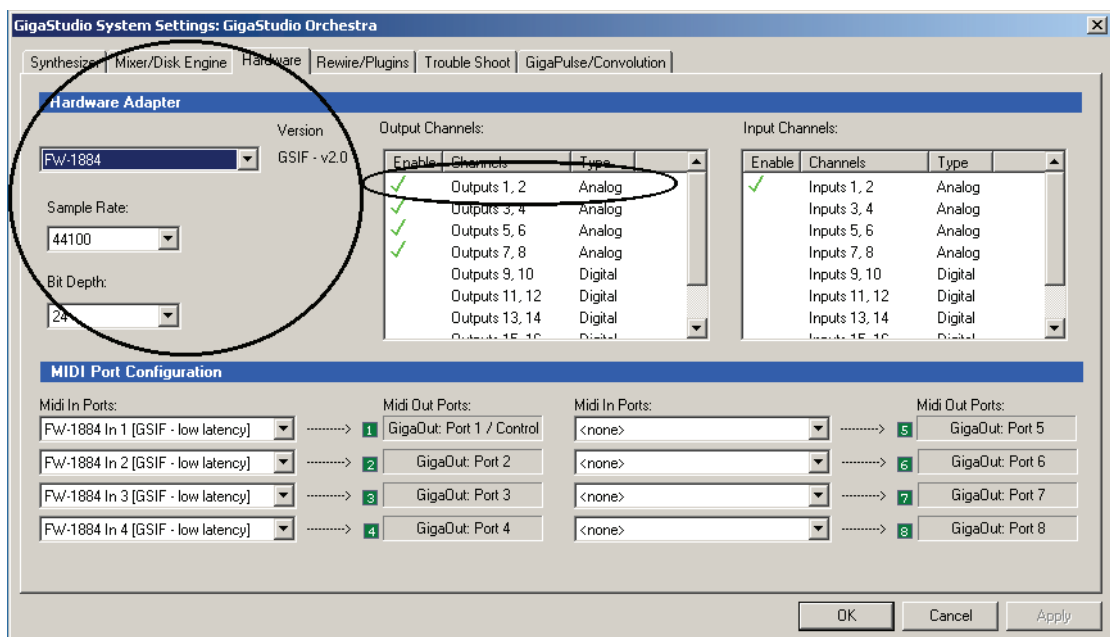 GigaStudio System Settings: GigaStudio Orchestra
Synthesizer Mixer/Disk Engine Hardware Rewire/Plugins Trouble Shoot GigaPulse/Convolution
Hardware Adapter
Version
FW-1884 GSIF - v2.0
Sample Rate:
44100
Bit Depth:
24
Output Channels:
Enable Channels Type
Outputs 1, 2 Analog
Outputs 3, 4 Analog
Outputs 5, 6 Analog
Outputs 7, 8 Analog
Outputs 9, 10 Digital
Outputs 11, 12 Digital
Outputs 13, 14 Digital
Outputs 15, 16 Digital
Input Channels:
Enable Channels Type
Inputs 1, 2 Analog
Inputs 3, 4 Analog
Inputs 5, 6 Analog
Inputs 7, 8 Analog
Inputs 9, 10 Digital
Inputs 11, 12 Digital
Inputs 13, 14 Digital
Inputs 15, 16 Digital
MIDI Port Configuration
Midi In Ports: Midi Out Ports: Midi In Ports: Midi Out Ports:
FW-1884 In 1 [GSIF - low latency] ---------> 1 GigaOut: Port 1 / Control <none> ---------> 5 GigaOut: Port 5
FW-1884 In 2 [GSIF - low latency] ---------> 2 GigaOut: Port 2 <none> ---------> 6 GigaOut: Port 6
FW-1884 In 3 [GSIF - low latency] ---------> 3 GigaOut: Port 3 <none> ---------> 7 GigaOut: Port 7
FW-1884 In 4 [GSIF - low latency] ---------> 4 GigaOut: Port 4 <none> ---------> 8 GigaOut: Port 8
OK Cancel Apply